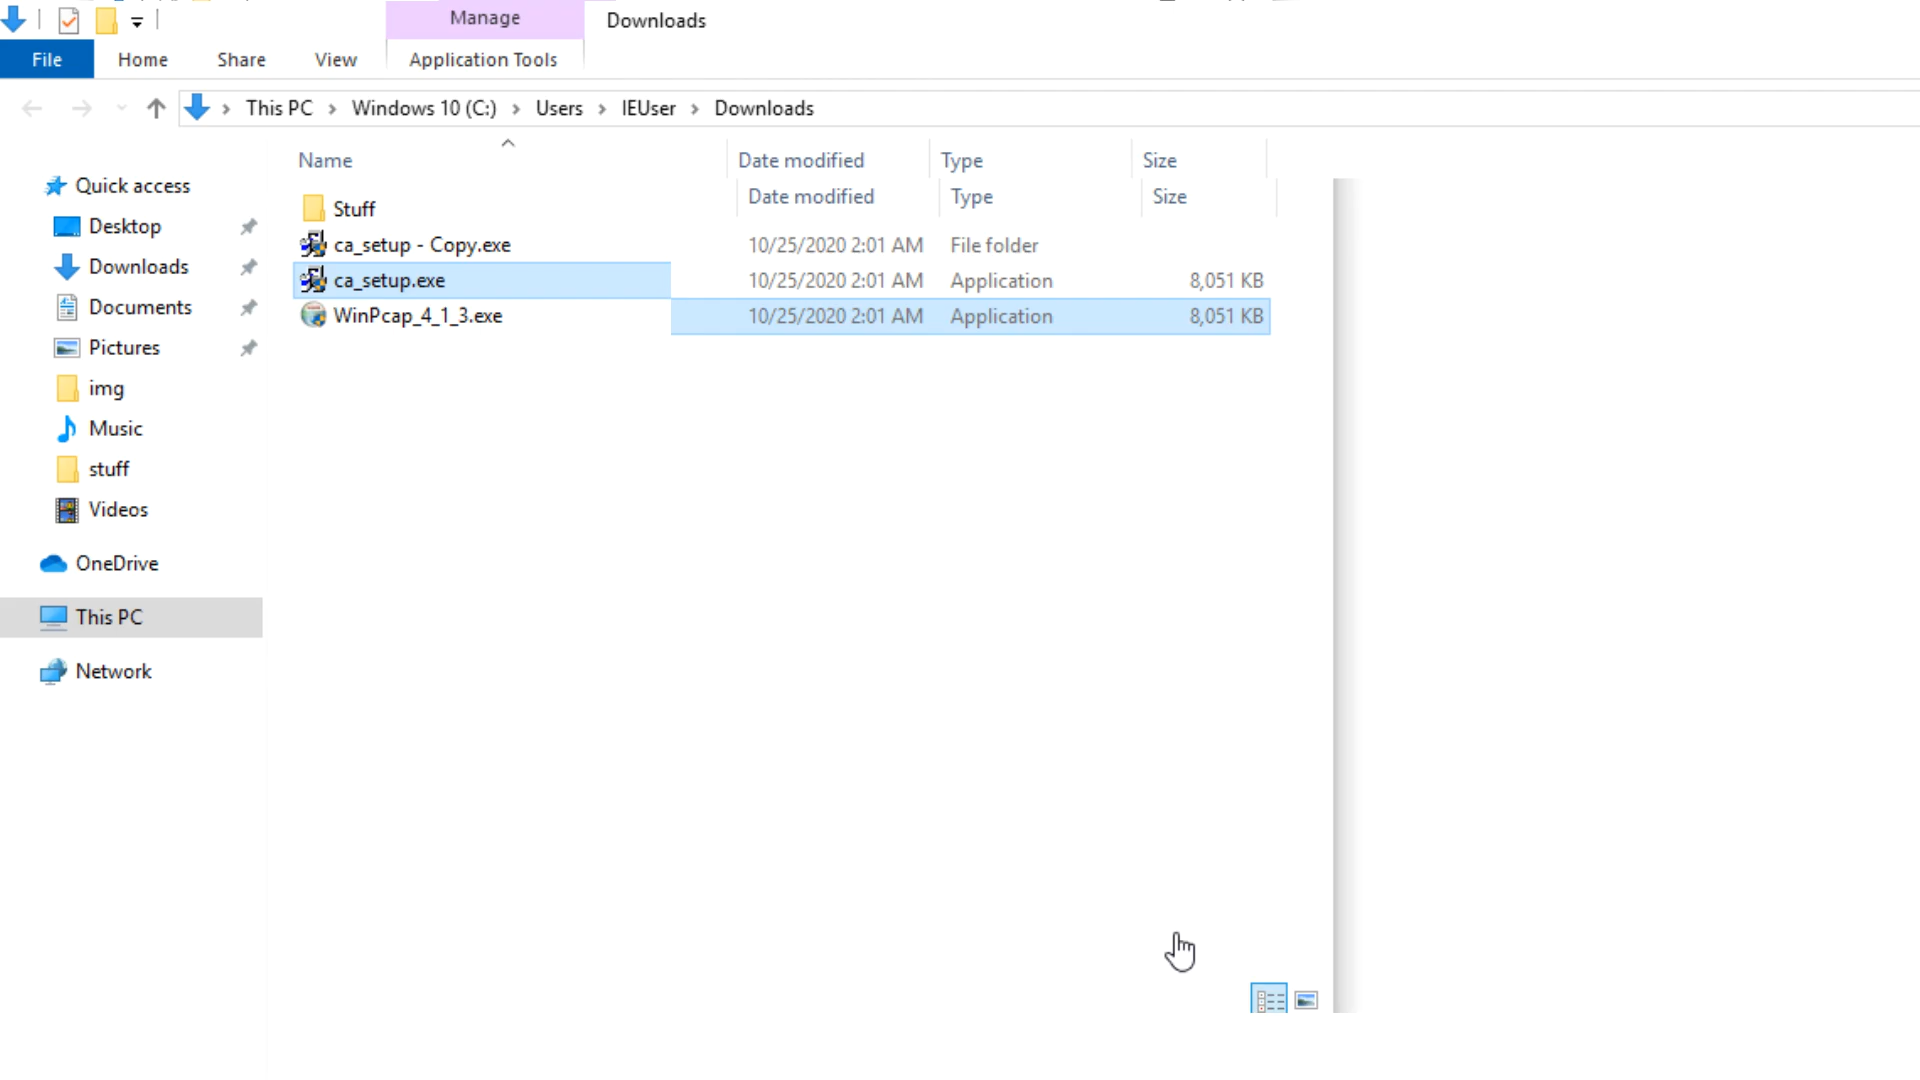 Manage
Downloads
File
Home
Share
View
Application Tools
This PC
Windows 10 (C:)
Users
IEUser
Downloads
Name
Date modified
Type
Size
Date modified
Type
Size
Quick access
Desktop
Downloads
Documents
Pictures
img
Music
stuff
Videos
OneDrive
This PC
Network
Stuff
ca_setup - Copy.exe
10/25/2020 2:01 AM
File folder
ca_setup.exe
10/25/2020 2:01 AM
Application
8,051 KB
WinPcap_4_1_3.exe
10/25/2020 2:01 AM
Application
8,051 KB